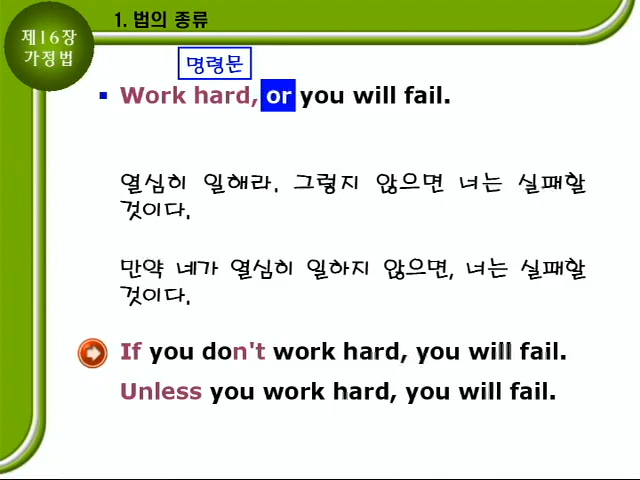 1. 법의 종류
제16장
가정법
명령문
Work hard, or you will fail.
열심히 일해라. 그렇지 않으면 너는 실패할
것이다.
만약 네가 열심히 일하지 않으면, 너는 실패할
것이다.
If you don't work hard, you will fail.
Unless you work hard, you will fail.